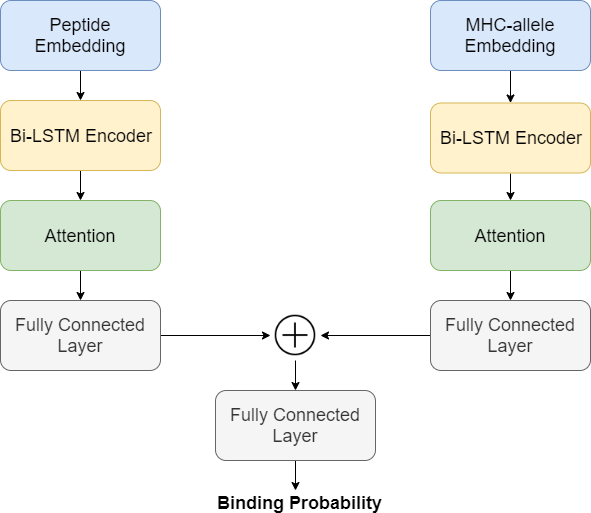 Peptide
Embedding
MHC-allele
Embedding
Bi-LSTM Encoder
Bi-LSTM Encoder
Attention
Attention
Fully Connected
Layer
Fully Connected
Layer
Fully Connected
Layer
Binding Probability